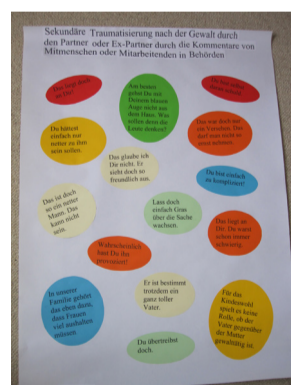 Sekundäre Traumatisierung nach der Gewalt durch
den Partner oder Ex-Partner durch die Kommentare von
Mitmenschen oder Mitarbeitenden in Behörden
Das liegt doch
an Dir!
Am besten
gehst Du mit
Deinem blauen
Auge nicht aus
dem Haus. Was
sollen denn die
Leute denken?
Du bist selbst
daran schuld.
Du hättest
einfach nur
netter zu ihm
sein sollen.
Das war doch nur
ein Versehen. Das
darf man nicht so
ernst nehmen.
Das glaube ich
Dir nicht. Er
sieht doch so
freundlich aus.
Du bist einfach
zu kompliziert!
Das ist doch
so ein netter
Mann. Das
kann nicht
sein.
Lass doch
einfach Gras
über die Sache
wachsen.
Das liegt an
Dir. Du warst
schon immer
schwierig.
Wahrscheinlich
hast Du ihn
provoziert!
In unserer
Familie gehört
das eben dazu,
dass Frauen
viel aushalten
müssen.
Er ist bestimmt
trotzdem ein
ganz toller
Vater.
Für das
Kindeswohl
spielt es keine
Rolle, ob der
Vater gegenüber
der Mutter
gewalttätig ist.
Du übertreibst
doch.